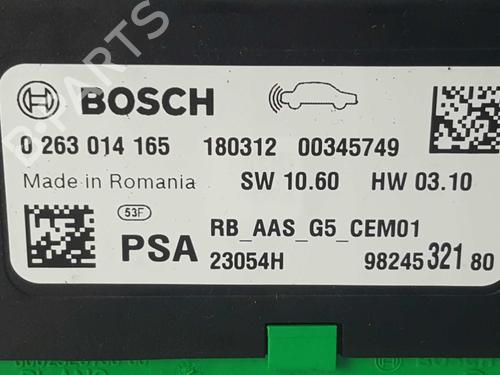 BOSCH
0 263 014 165 180312 00345749
Made in Romania SW 10.60 HW 03.10
53F
PSA RB_AAS_G5_CEM01
23054H 98245 321 80
B-PARTS